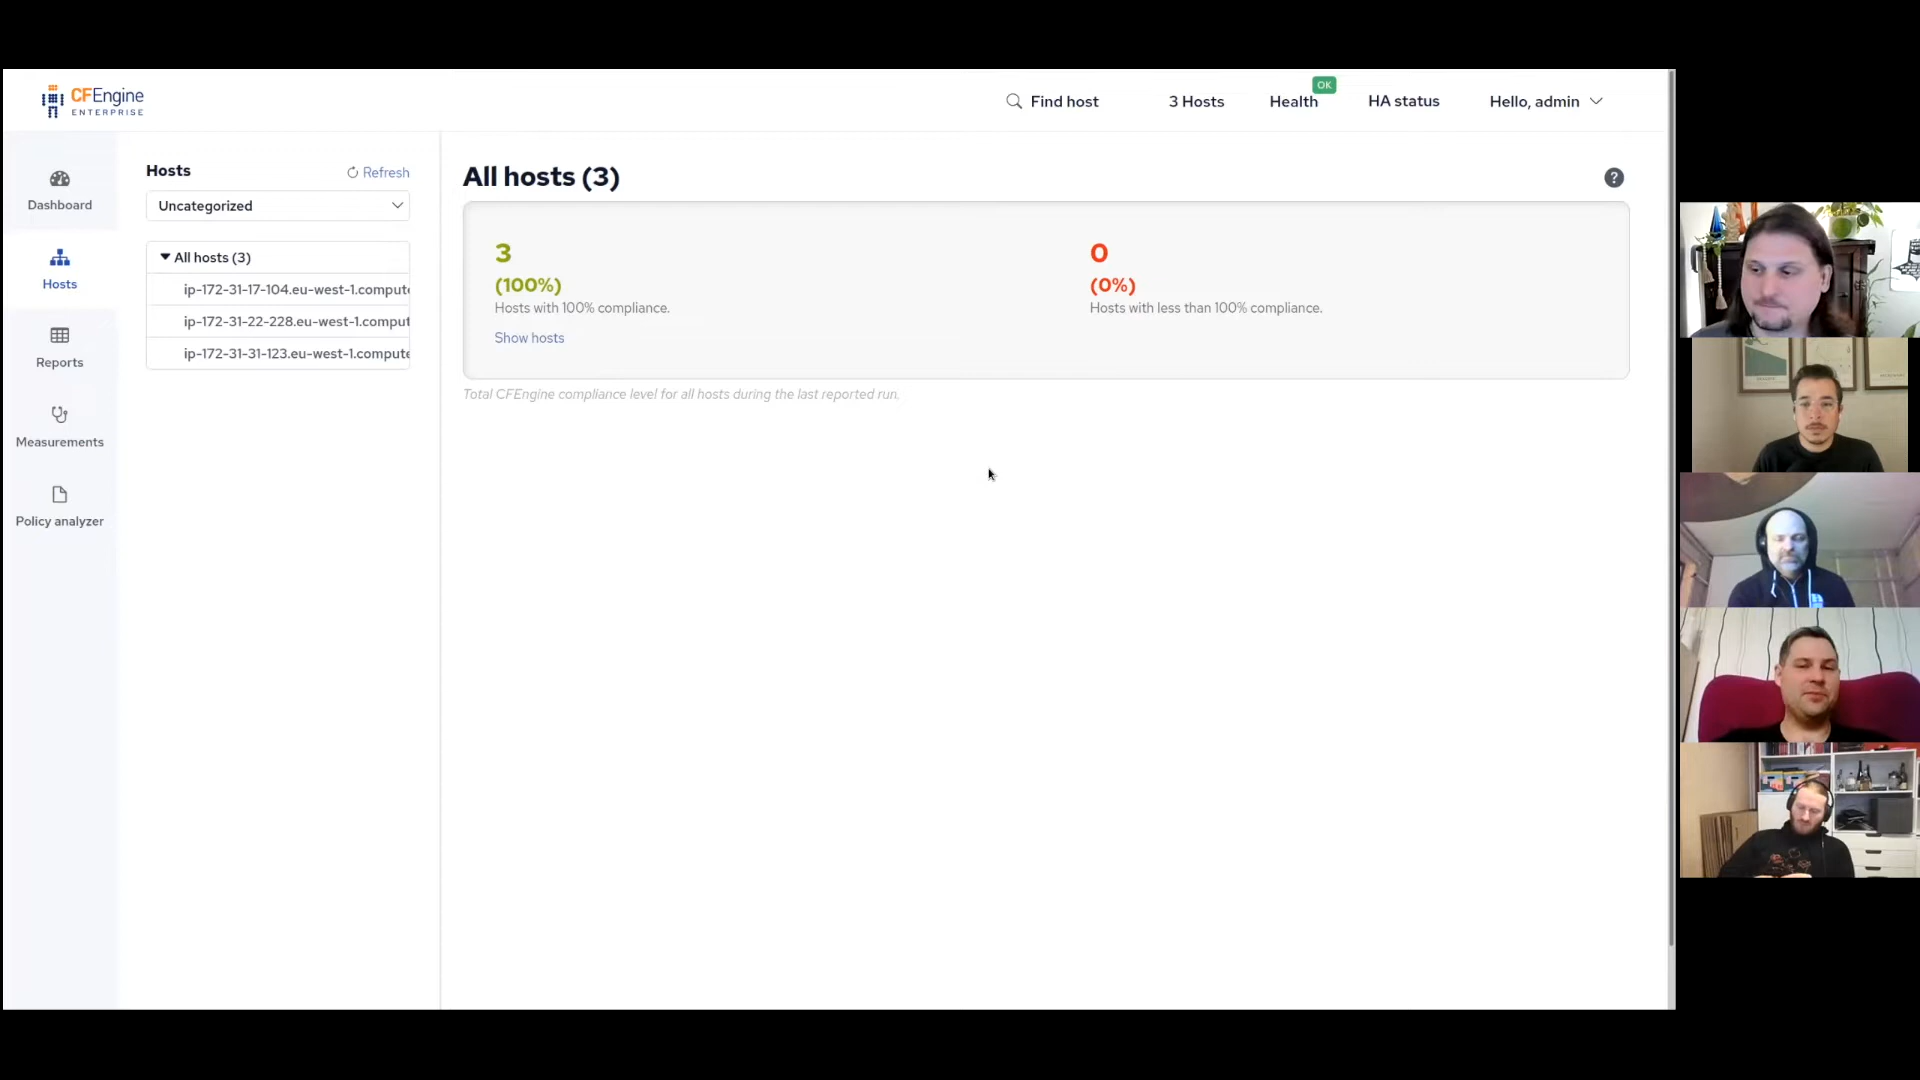 CFEngine
ENTERPRISE
Find host
3 Hosts
Health
OK
HA status
Hello, admin
Dashboard
Hosts
Reports
Measurements
Policy analyzer
Hosts
Refresh
Uncategorized
All hosts (3)
ip-172-31-17-104.eu-west-1.compute
ip-172-31-22-228.eu-west-1.comput
ip-172-31-31-123.eu-west-1.compute
All hosts (3)
?
3
(100%)
Hosts with 100% compliance.
Show hosts
0
(0%)
Hosts with less than 100% compliance.
Total CFEngine compliance level for all hosts during the last reported run.